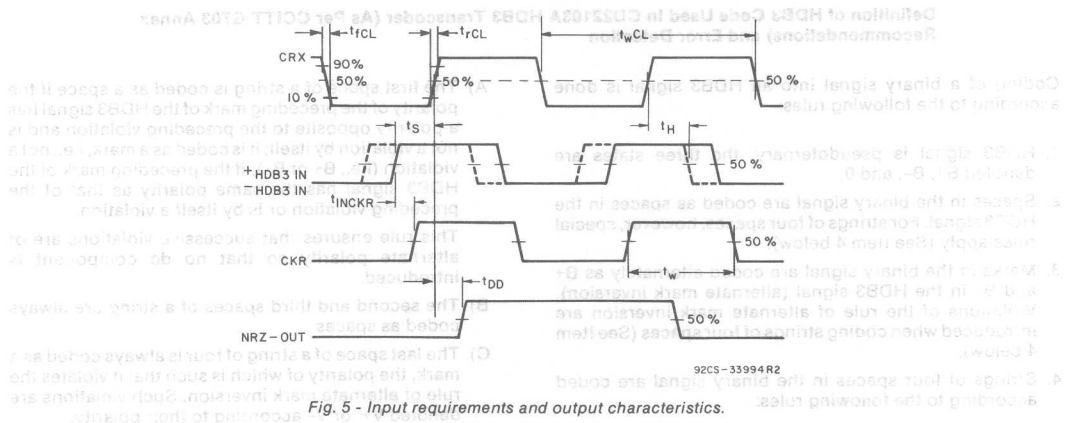 Definition of HDB3 Code Used In CD22103A HDB3 Transcoder (As Per CCITT G703 Annex
Recommendations) and Error Detection
tfCL
trCL
twCL
CRX
90%
50%
10%
50%
50%
tS
tH
+HDB3 IN
−HDB3 IN
50%
tINCKR
CKR
50%
tDD
tw
NRZ-OUT
50%
92CS-33994R2
Fig. 5 - Input requirements and output characteristics.
Coding of a binary signal into an HDB3 signal is done
according to the following rules:
1. HDB3 signal is pseudoternary; the three states are
denoted B+, B-, and 0.
2. Spaces in the binary signal are coded as spaces in the
HDB3 signal. For strings of four spaces, however, special
rules apply (See Item 4 below).
3. Marks in the binary signal are coded alternately as B+
and B- in the HDB3 signal (alternate mark inversion).
Violations of the rule of alternate mark inversion are
introduced when coding strings of four spaces (See Item
4 below).
4. Strings of four spaces in the binary signal are coded
according to the following rules:
A) The first space of a string is coded as a space if the
polarity of the preceding mark of the HDB3 signal has
a polarity opposite to the preceding violation and is
not a violation by itself; it is coded as a mark, i.e., not a
violation (i.e., B+ or B-), if the preceding mark of the
HDB3 signal has the same polarity as that of the
preceding violation or is by itself a violation.
This rule ensures that successive violations are of
alternate polarity so that no dc component is
introduced.
B) The second and third spaces of a string are always
coded as spaces.
C) The last space of a string of four is always coded as a
mark, the polarity of which is such that it violates the
rule of alternate mark inversion. Such violations are
denoted V+ or V- according to their polarity.